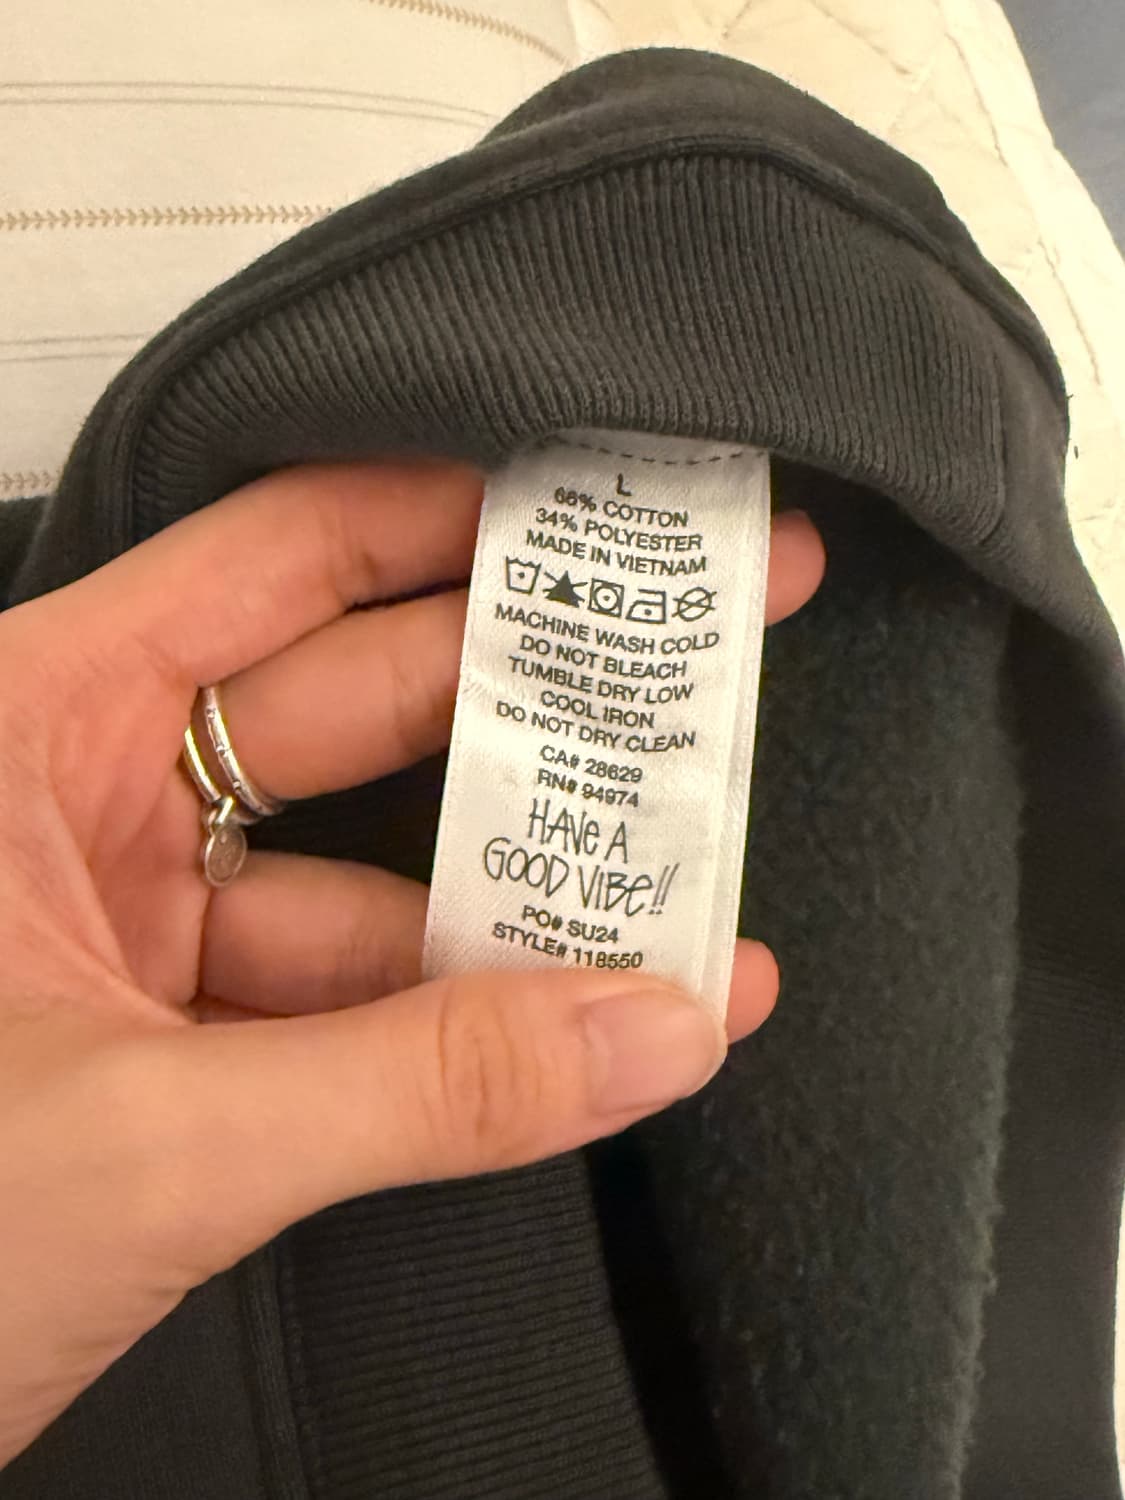 L
66% COTTON
34% POLYESTER
MADE IN VIETNAM
MACHINE WASH COLD
DO NOT BLEACH
TUMBLE DRY LOW
COOL IRON
DO NOT DRY CLEAN
CA# 28629
RN# 94974
HAVe A
GOOD VIBe!!
PO# SU24
STYLE# 118550